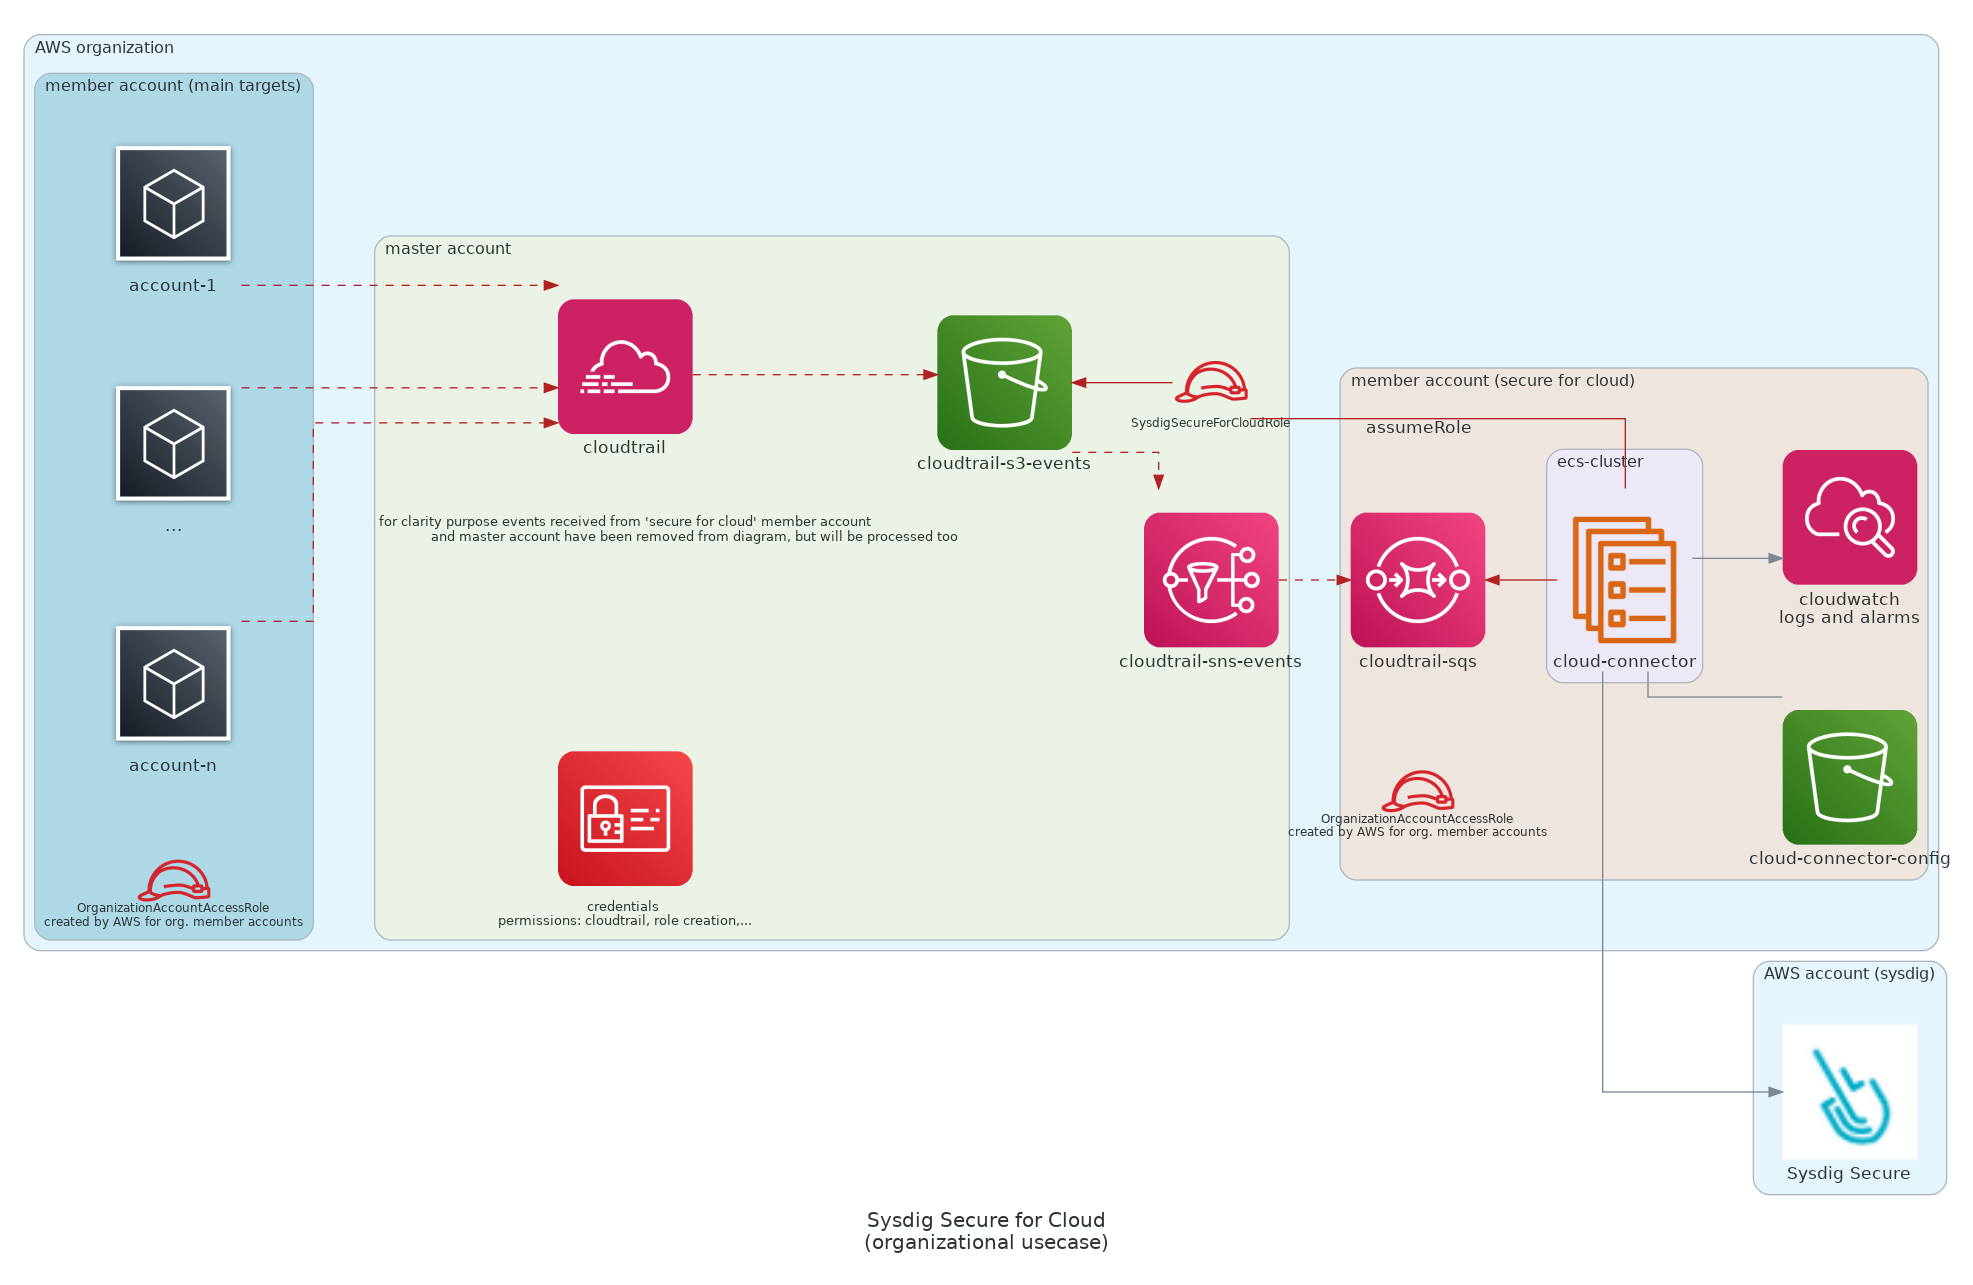 AWS organization
member account (main targets)
account-1
...
account-n
OrganizationAccountAccessRole
created by AWS for org. member accounts
master account
cloudtrail
cloudtrail-s3-events
SysdigSecureForCloudRole
for clarity purpose events received from 'secure for cloud' member account
and master account have been removed from diagram, but will be processed too
cloudtrail-sns-events
credentials
permissions: cloudtrail, role creation,...
member account (secure for cloud)
assumeRole
ecs-cluster
cloudtrail-sqs
cloud-connector
cloudwatch
logs and alarms
OrganizationAccountAccessRole
created by AWS for org. member accounts
cloud-connector-config
AWS account (sysdig)
Sysdig Secure
Sysdig Secure for Cloud
(organizational usecase)